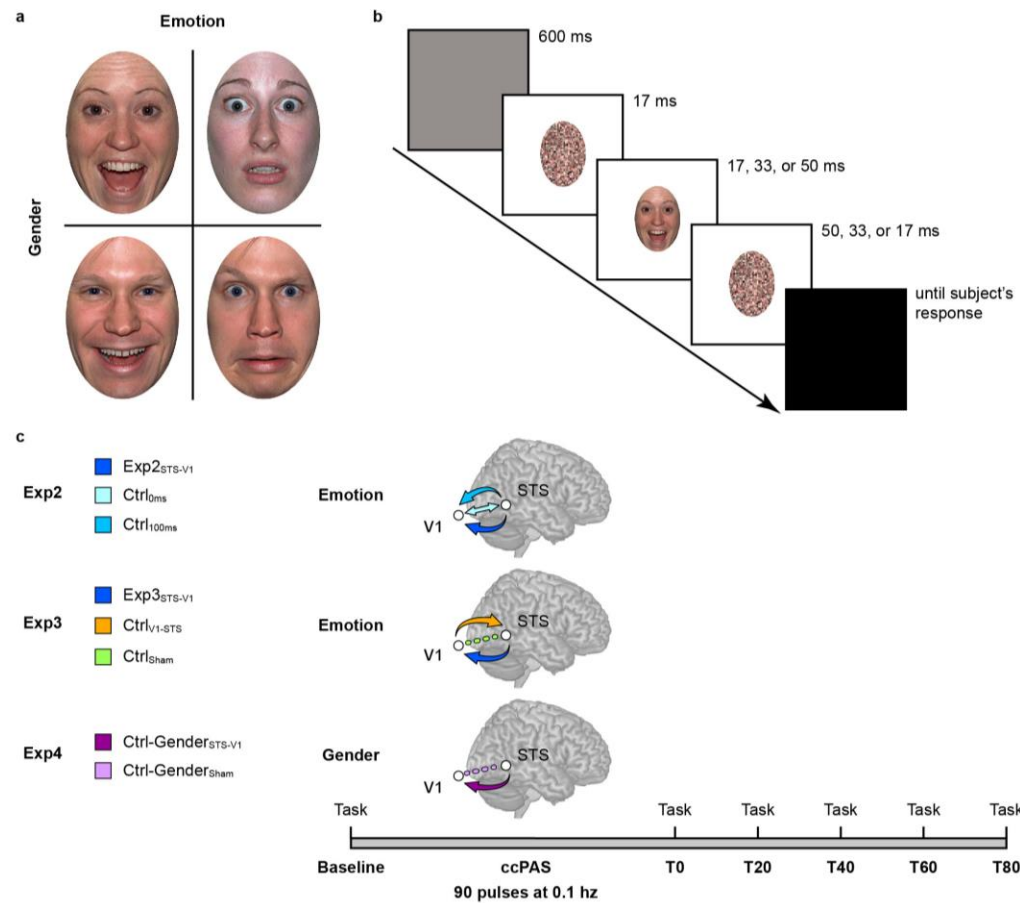 a
Emotion
Gender
b
600 ms
17 ms
17, 33, or 50 ms
50, 33, or 17 ms
until subject's
response
c
Exp2
Exp2STS-V1
Ctrl0ms
Ctrl100ms
Emotion
STS
V1
Exp3
Exp3STS-V1
CtrlV1-STS
CtrlSham
Emotion
STS
V1
Exp4
Ctrl-GenderSTS-V1
Ctrl-GenderSham
Gender
STS
V1
Task Task Task Task Task Task
Baseline ccPAS T0 T20 T40 T60 T80
90 pulses at 0.1 hz